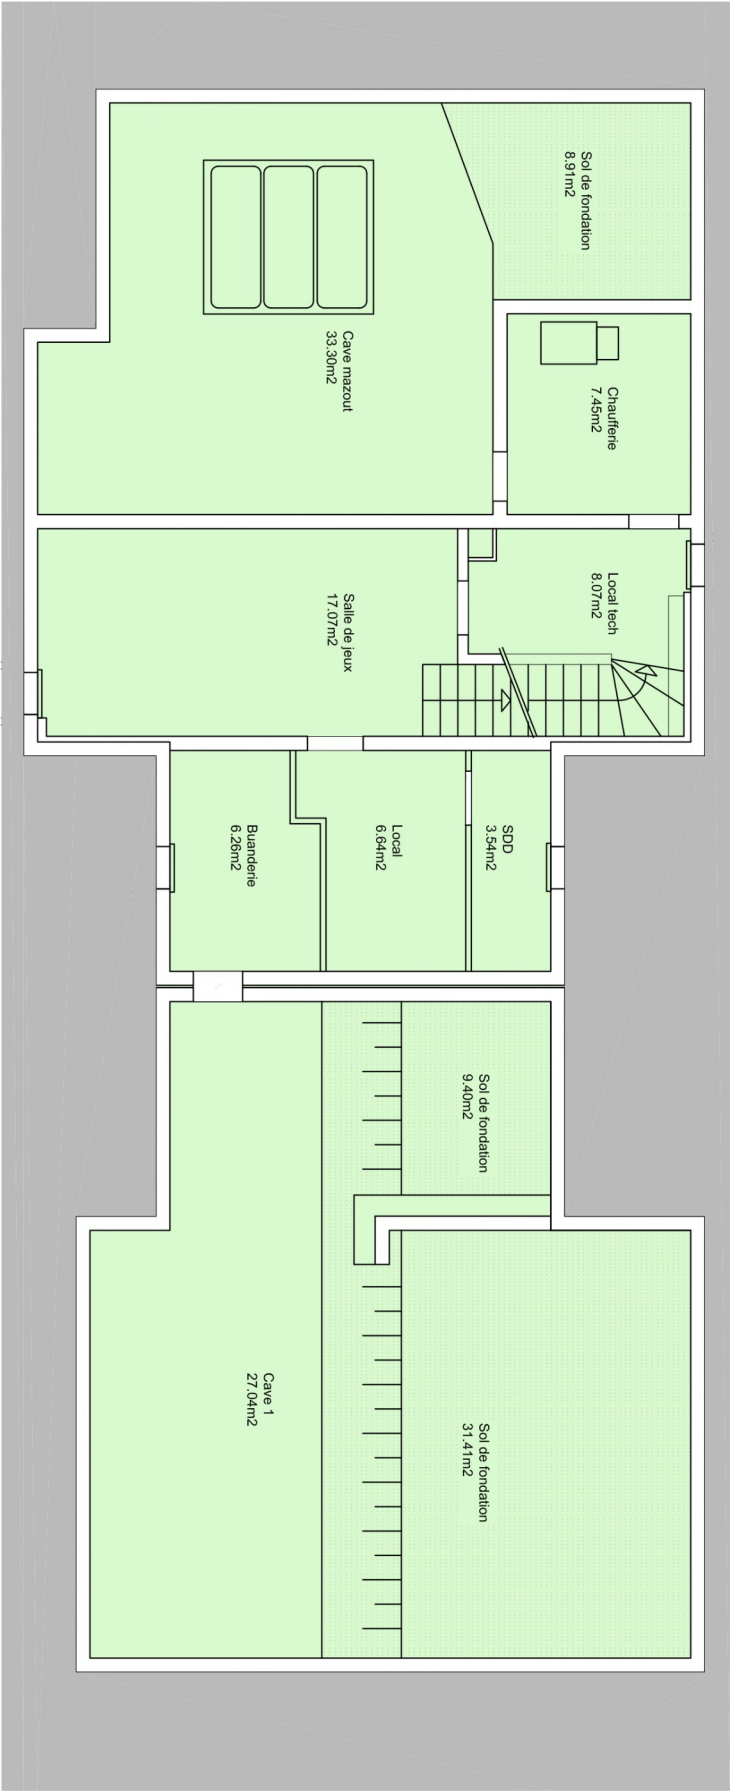 Sol de fondation
8.91m2
Cave mazout
33.30m2
Chaufferie
7.45m2
Salle de jeux
17.07m2
Local tech
8.07m2
Buanderie
6.26m2
Local
6.64m2
SDD
3.54m2
Sol de fondation
9.40m2
Cave 1
27.04m2
Sol de fondation
31.41m2